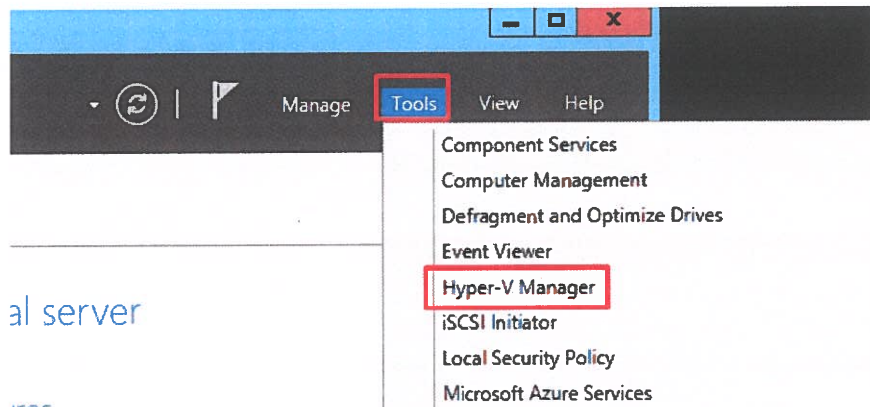 X
Manage Tools View Help
Component Services
Computer Management
Defragment and Optimize Drives
Event Viewer
Hyper-V Manager
al server
iSCSI Initiator
Local Security Policy
Microsoft Azure Services